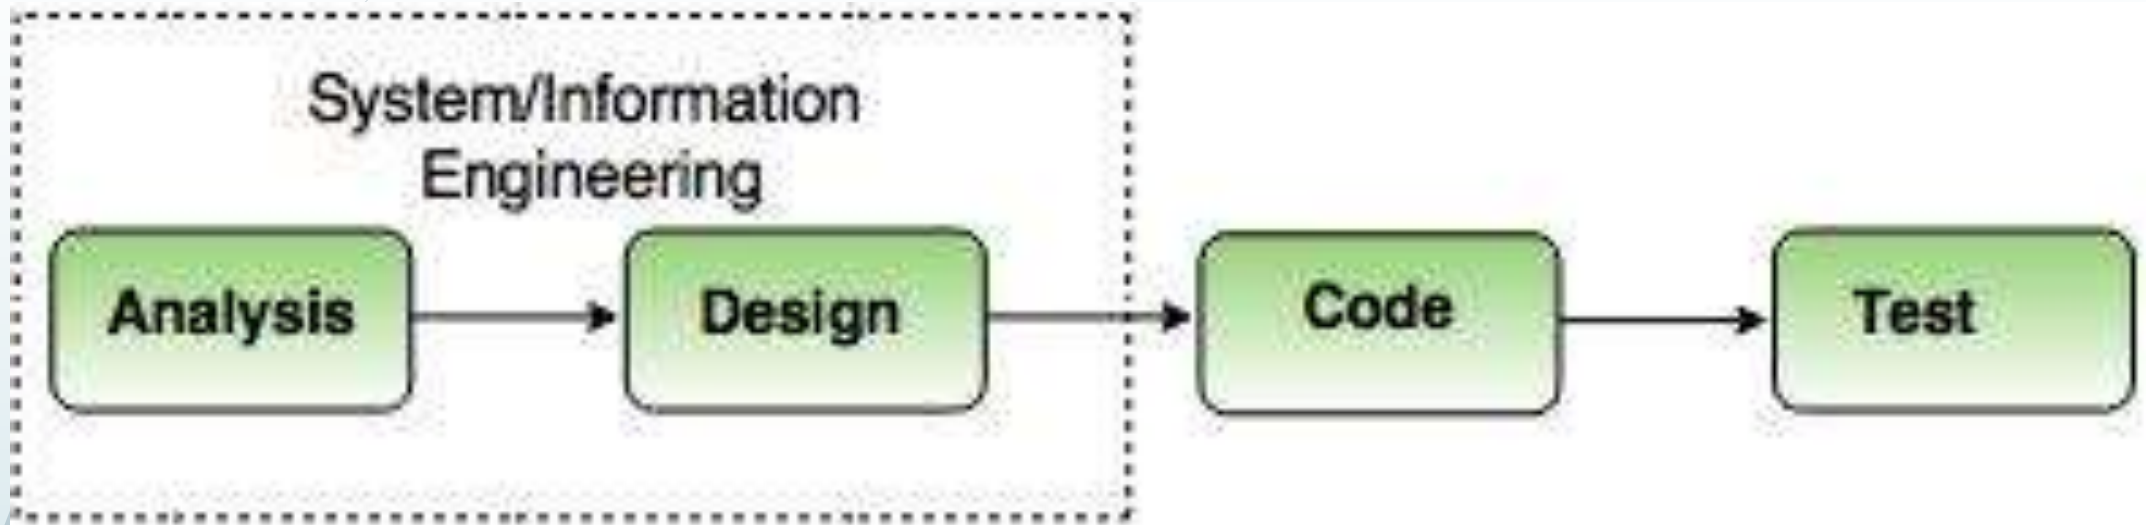 System/Information
Engineering
Analysis
Design
Code
Test